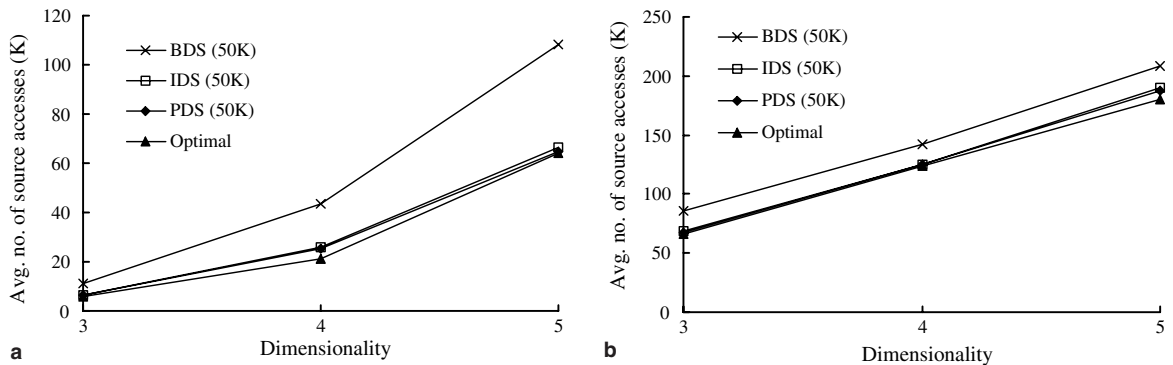 Avg. no. of source accesses (K)
120
100
80
60
40
20
0
BDS (50K)
IDS (50K)
PDS (50K)
Optimal
3
4
5
Dimensionality
a
Avg. no. of source accesses (K)
250
200
150
100
50
0
BDS (50K)
IDS (50K)
PDS (50K)
Optimal
3
4
5
Dimensionality
b